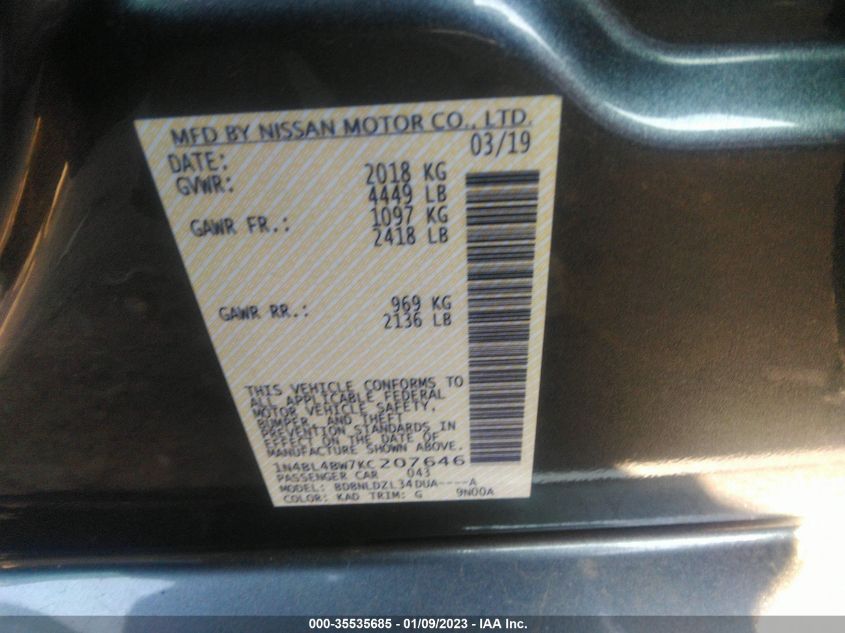 MFD BY NISSAN MOTOR CO., LTD.
DATE: 03/19
GVWR: 2018 KG
4449 LB
GAWR FR.: 1097 KG
2418 LB
GAWR RR.: 969 KG
2136 LB
THIS VEHICLE CONFORMS TO
ALL APPLICABLE FEDERAL
MOTOR VEHICLE SAFETY,
BUMPER, AND THEFT
PREVENTION STANDARDS IN
EFFECT ON THE DATE OF
MANUFACTURE SHOWN ABOVE.
1N4BL4BW7KC207646
PASSENGER CAR 043
MODEL: BDBNLDZL34DUA----A
COLOR: KAD TRIM: G 9N00A
000-35535685 - 01/09/2023 - IAA Inc.